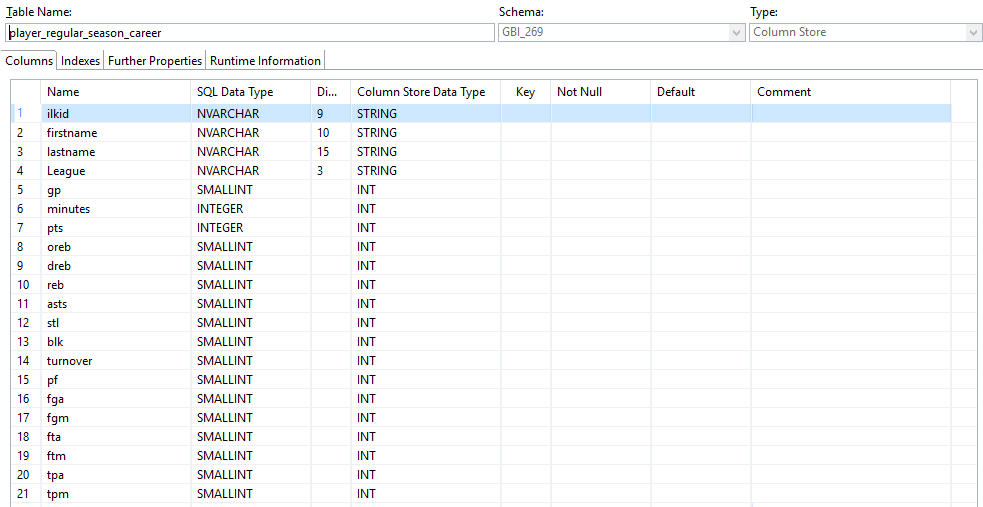 Table Name: Schema: Type:
player_regular_season_career GBI_269 Column Store
Columns Indexes Further Properties Runtime Information
Name SQL Data Type Di... Column Store Data Type Key Not Null Default Comment
1 ilkid NVARCHAR 9 STRING
2 firstname NVARCHAR 10 STRING
3 lastname NVARCHAR 15 STRING
4 League NVARCHAR 3 STRING
5 gp SMALLINT INT
6 minutes INTEGER INT
7 pts INTEGER INT
8 oreb SMALLINT INT
9 dreb SMALLINT INT
10 reb SMALLINT INT
11 asts SMALLINT INT
12 stl SMALLINT INT
13 blk SMALLINT INT
14 turnover SMALLINT INT
15 pf SMALLINT INT
16 fga SMALLINT INT
17 fgm SMALLINT INT
18 fta SMALLINT INT
19 ftm SMALLINT INT
20 tpa SMALLINT INT
21 tpm SMALLINT INT